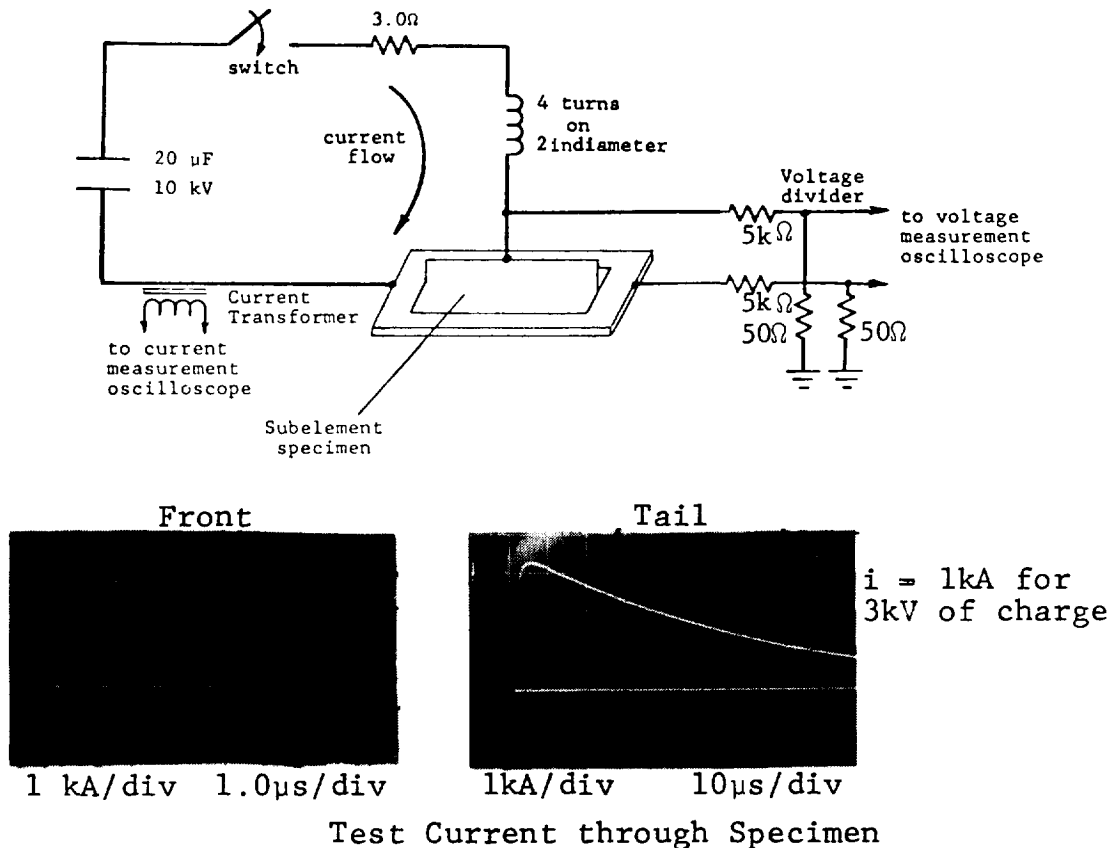 3.0Ω
switch
4 turns
on
2indiameter
current
flow
20 µF
10 kV
Voltage
divider
5kΩ
to voltage
measurement
oscilloscope
Current
Transformer
5kΩ
50Ω
50Ω
to current
measurement
oscilloscope
Subelement
specimen
Front
Tail
i = 1kA for
3kV of charge
1 kA/div 1.0µs/div
1kA/div 10µs/div
Test Current through Specimen